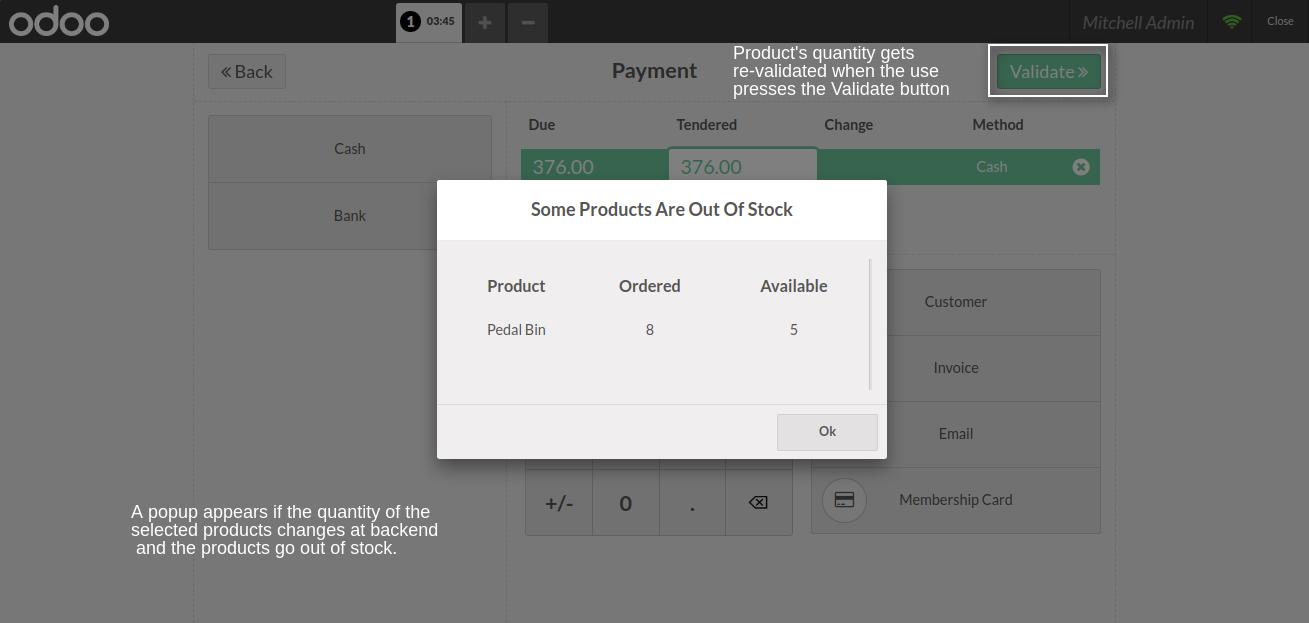 odoo
1 03:45
Mitchell Admin
Close
Back
Payment
Product's quantity gets
re-validated when the use
presses the Validate button
Validate
Due Tendered Change Method
376.00 376.00 Cash
Cash
Bank
Some Products Are Out Of Stock
Product Ordered Available
Pedal Bin 8 5
Ok
Customer
Invoice
Email
Membership Card
+/- 0 .
A popup appears if the quantity of the
selected products changes at backend
and the products go out of stock.